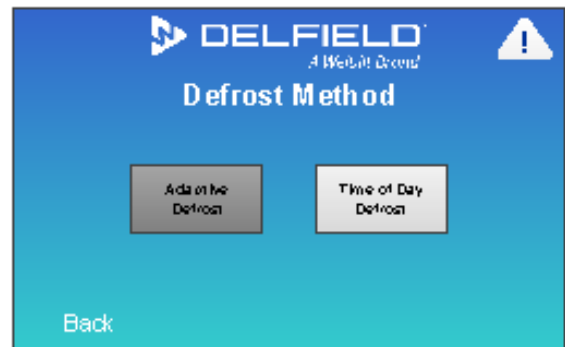 DELFIELD
A Welbilt Brand
!
Defrost Method
Adaptive
Defrost
Time of Day
Defrost
Back